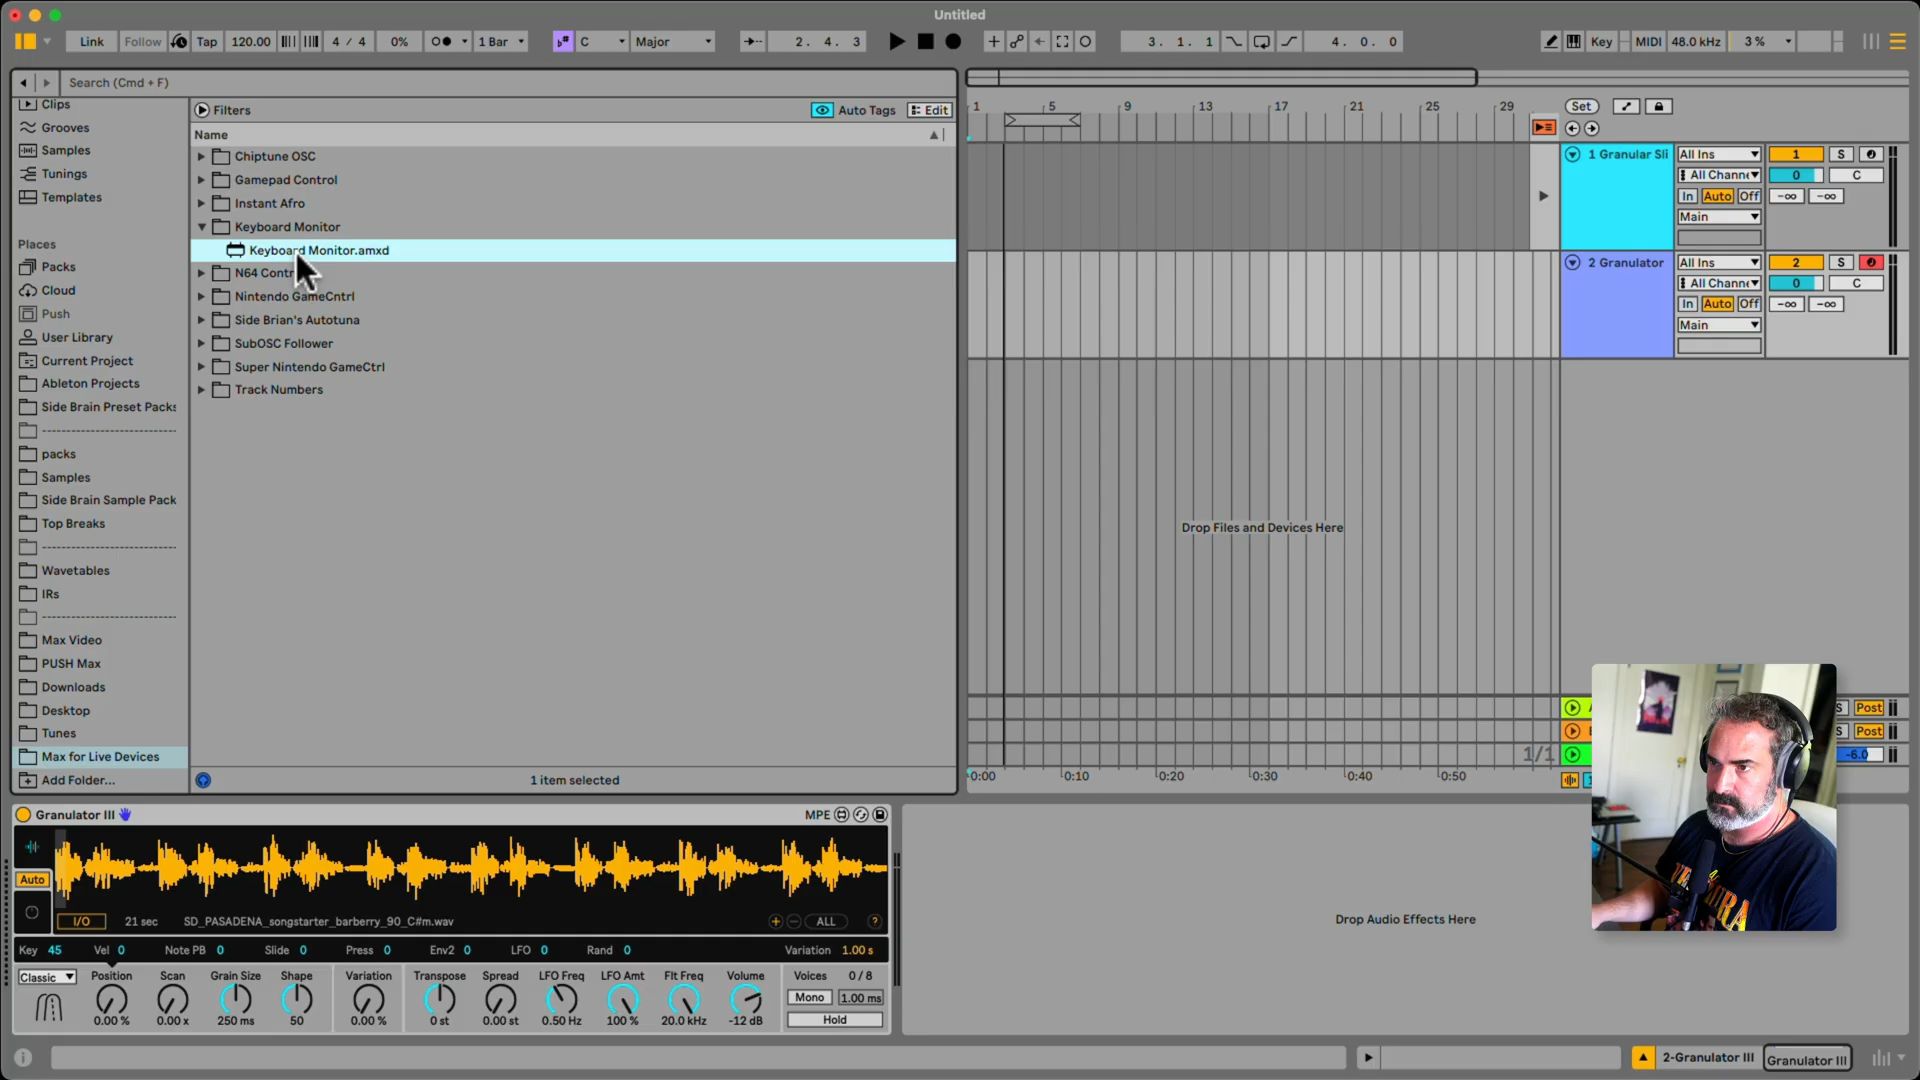 Untitled
Link Follow Tap 120.00 4 / 4 0% 1 Bar C Major 2. 4. 3 3. 1. 1 4. 0. 0 Key MIDI 48.0 kHz 3 %
Search (Cmd + F)
Clips
Grooves
Samples
Tunings
Templates
Places
Packs
Cloud
Push
User Library
Current Project
Ableton Projects
Side Brain Preset Packs
packs
Samples
Side Brain Sample Pack
Top Breaks
Wavetables
IRs
Max Video
PUSH Max
Downloads
Desktop
Tunes
Max for Live Devices
Add Folder...
Filters Auto Tags Edit
Name
Chiptune OSC
Gamepad Control
Instant Afro
Keyboard Monitor
Keyboard Monitor.amxd
N64 Contr
Nintendo GameCntrl
Side Brian's Autotuna
SubOSC Follower
Super Nintendo GameCtrl
Track Numbers
1 item selected
1 5 9 13 17 21 25 29 Set
1 Granular Sli All Ins 1 S
All Channe 0 C
In Auto Off -∞ -∞
Main
2 Granulator All Ins 2 S
All Channe 0 C
In Auto Off -∞ -∞
Main
Drop Files and Devices Here
S Post
S Post
1/1 -6.0
0:00 0:10 0:20 0:30 0:40 0:50
Granulator III MPE
Auto
I/O 21 sec SD_PASADENA_songstarter_barberry_90_C#m.wav ALL ?
Key 45 Vel 0 Note PB 0 Slide 0 Press 0 Env2 0 LFO 0 Rand 0 Variation 1.00 s
Classic Position Scan Grain Size Shape Variation Transpose Spread LFO Freq LFO Amt Flt Freq Volume Voices 0 / 8
Mono 1.00 ms
0.00 % 0.00 x 250 ms 50 0.00 % 0 st 0.00 st 0.50 Hz 100 % 20.0 kHz -12 dB Hold
Drop Audio Effects Here
2-Granulator III Granulator III